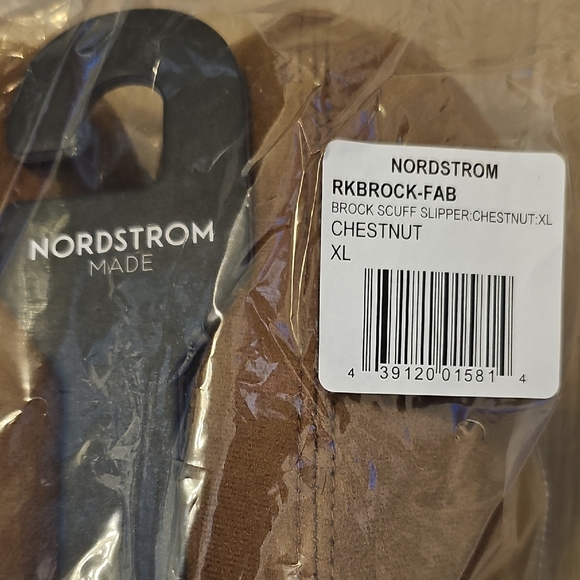 NORDSTROM
MADE
NORDSTROM
RKBROCK-FAB
BROCK SCUFF SLIPPER:CHESTNUT:XL
CHESTNUT
XL
4 39120 01581 4